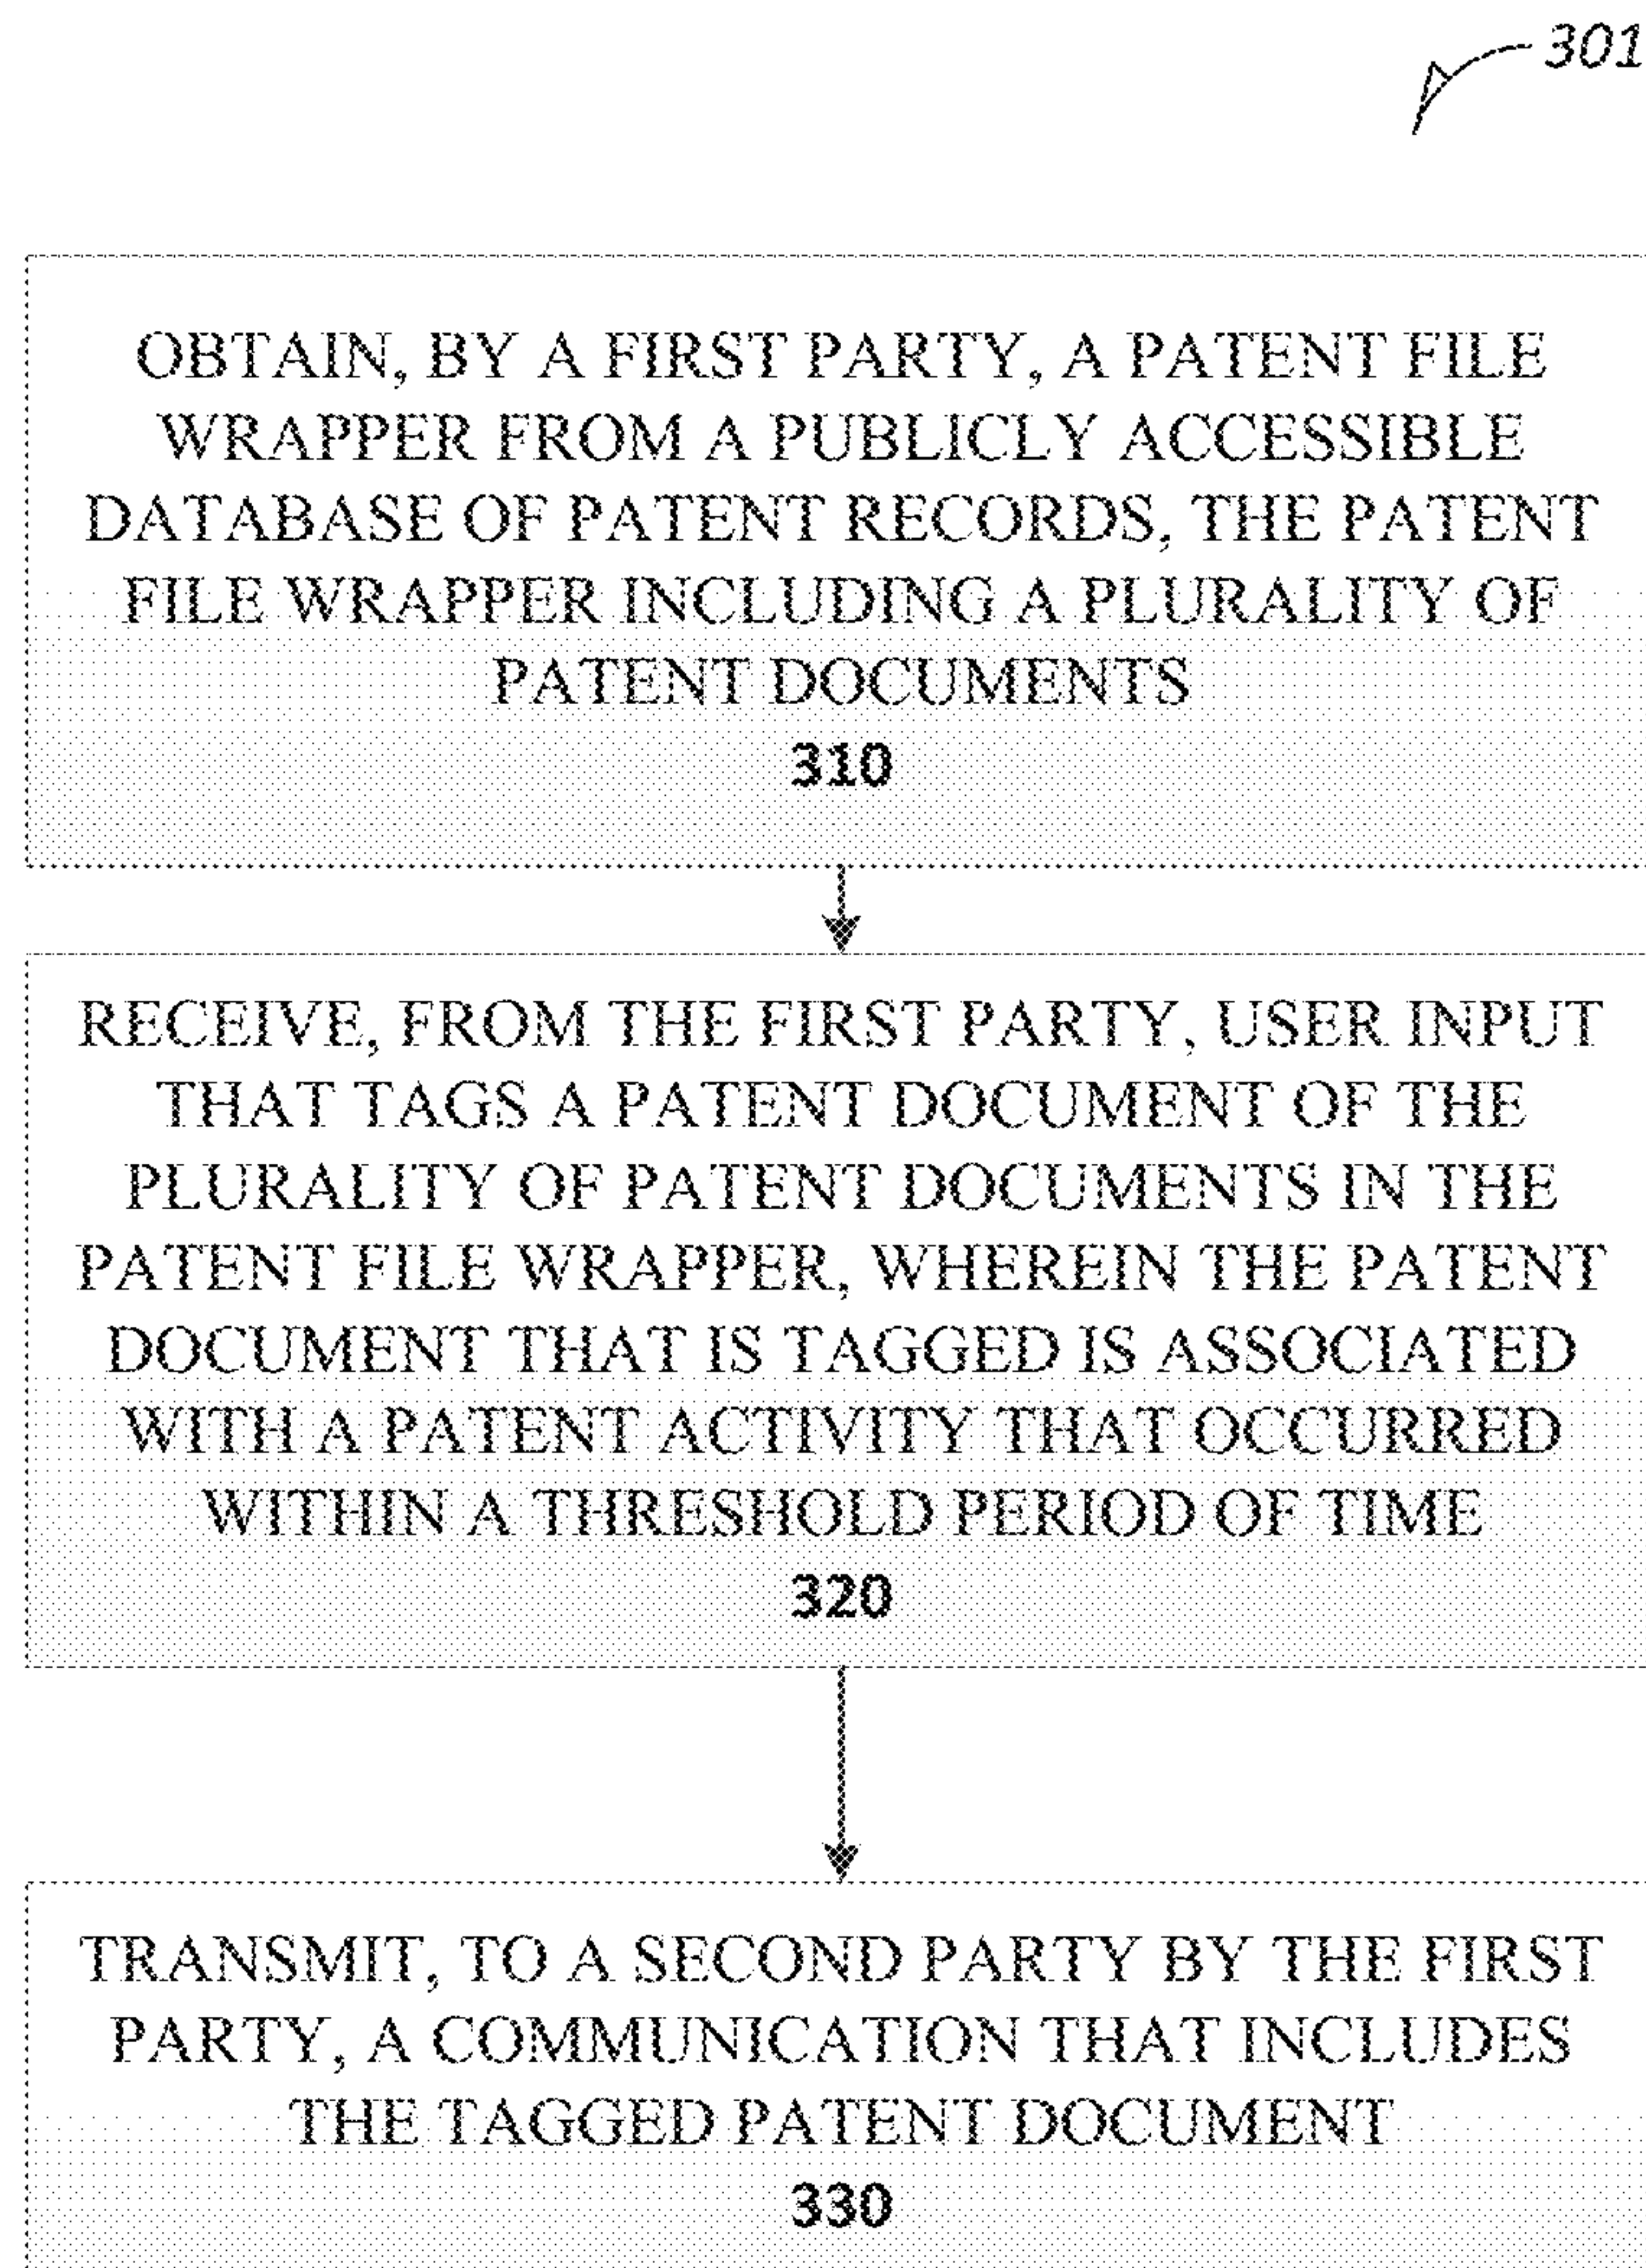 301
OBTAIN, BY A FIRST PARTY, A PATENT FILE
WRAPPER FROM A PUBLICLY ACCESSIBLE
DATABASE OF PATENT RECORDS, THE PATENT
FILE WRAPPER INCLUDING A PLURALITY OF
PATENT DOCUMENTS
310
RECEIVE, FROM THE FIRST PARTY, USER INPUT
THAT TAGS A PATENT DOCUMENT OF THE
PLURALITY OF PATENT DOCUMENTS IN THE
PATENT FILE WRAPPER, WHEREIN THE PATENT
DOCUMENT THAT IS TAGGED IS ASSOCIATED
WITH A PATENT ACTIVITY THAT OCCURRED
WITHIN A THRESHOLD PERIOD OF TIME
320
TRANSMIT, TO A SECOND PARTY BY THE FIRST
PARTY, A COMMUNICATION THAT INCLUDES
THE TAGGED PATENT DOCUMENT
330